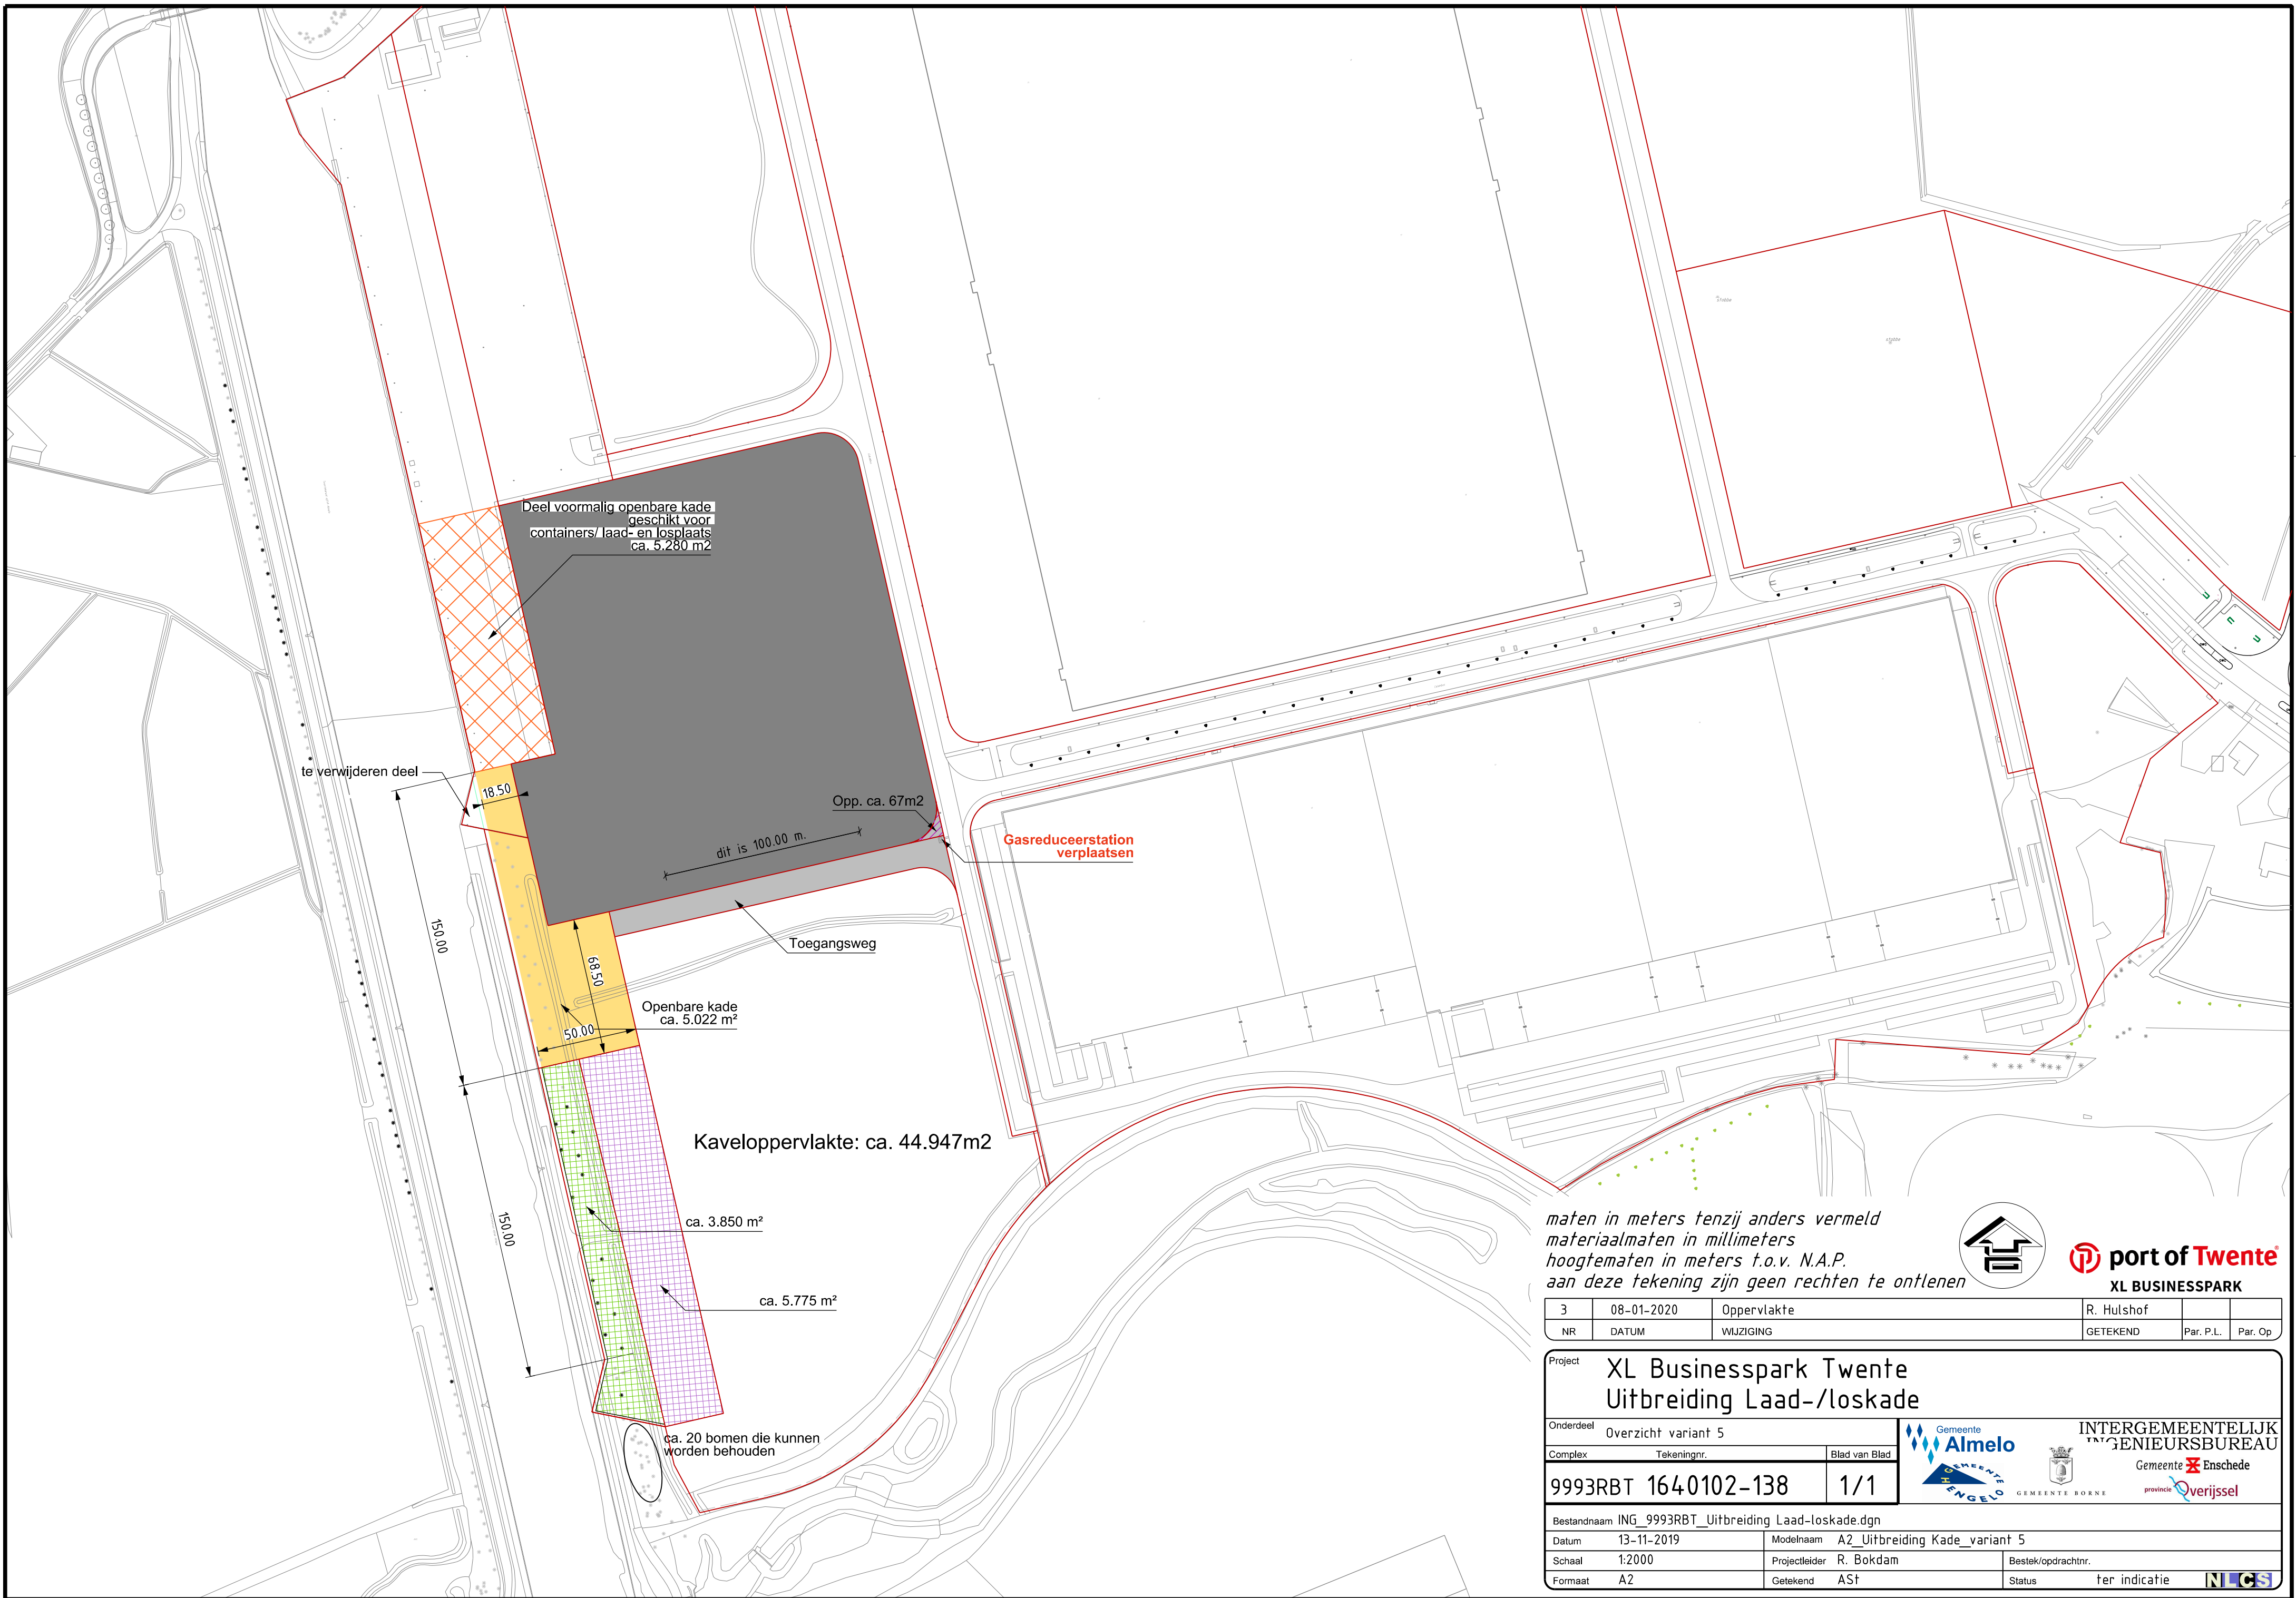 Deel voormalig openbare kade
geschikt voor
containers/ laad- en losplaats
ca. 5.280 m2
te verwijderen deel
18.50
Opp. ca. 67m2
dit is 100.00 m.
Gasreduceerstation
verplaatsen
150.00
68.50
Toegangsweg
Openbare kade
ca. 5.022 m²
50.00
Kaveloppervlakte: ca. 44.947m2
ca. 3.850 m²
150.00
ca. 5.775 m²
ca. 20 bomen die kunnen
worden behouden
maten in meters tenzij anders vermeld
materiaalmaten in millimeters
hoogtematen in meters t.o.v. N.A.P.
aan deze tekening zijn geen rechten te ontlenen
port of Twente
XL BUSINESSPARK
3 08-01-2020 Oppervlakte R. Hulshof
NR DATUM WIJZIGING GETEKEND Par. P.L. Par. Op
Project XL Businesspark Twente
Uitbreiding Laad-/loskade
Onderdeel Overzicht variant 5
Complex Tekeningnr. Blad van Blad
9993RBT 1640102-138 1/1
Gemeente
Almelo
GEMEENTE
HENGELO
GEMEENTE BORNE
INTERGEMEENTELIJK
INGENIEURSBUREAU
Gemeente Enschede
provincie Overijssel
Bestandnaam ING_9993RBT_Uitbreiding Laad-loskade.dgn
Datum 13-11-2019 Modelnaam A2_Uitbreiding Kade_variant 5
Schaal 1:2000 Projectleider R. Bokdam Bestek/opdrachtnr.
Formaat A2 Getekend ASt Status ter indicatie NLCS